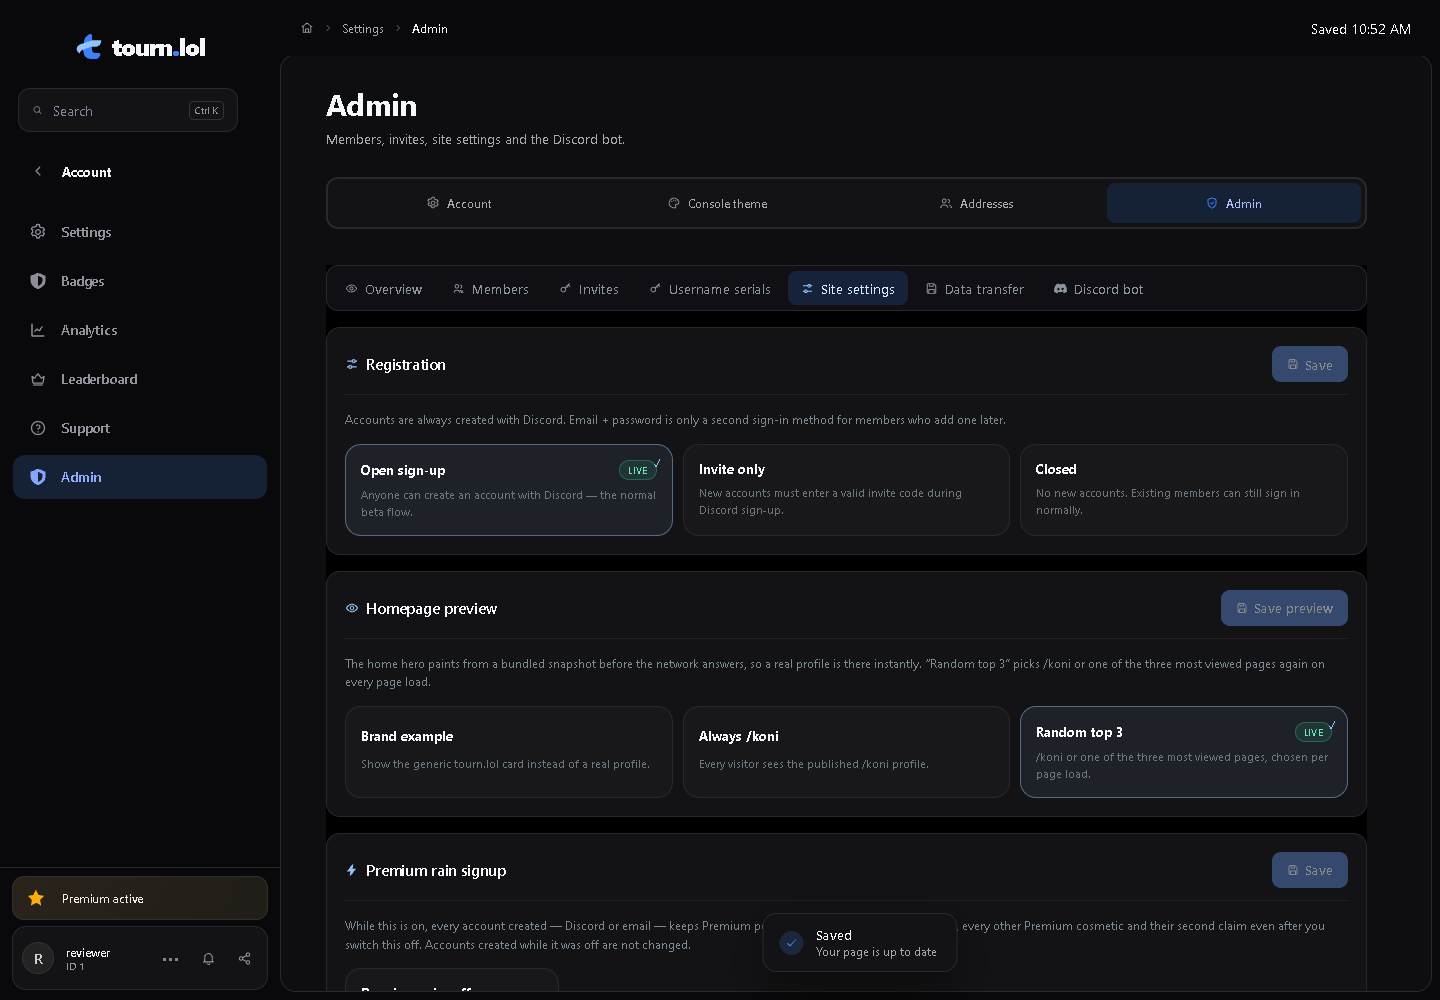 tourn.lol
Search
Ctrl K
Account
Settings
Badges
Analytics
Leaderboard
Support
Admin
Premium active
R
reviewer
ID 1
Settings
Admin
Saved 10:52 AM
Admin
Members, invites, site settings and the Discord bot.
Account
Console theme
Addresses
Admin
Overview
Members
Invites
Username serials
Site settings
Data transfer
Discord bot
Registration
Save
Accounts are always created with Discord. Email + password is only a second sign-in method for members who add one later.
Open sign-up
LIVE
Anyone can create an account with Discord — the normal
beta flow.
Invite only
New accounts must enter a valid invite code during
Discord sign-up.
Closed
No new accounts. Existing members can still sign in
normally.
Homepage preview
Save preview
The home hero paints from a bundled snapshot before the network answers, so a real profile is there instantly. “Random top 3” picks /koni or one of the three most viewed pages again on
every page load.
Brand example
Show the generic tourn.lol card instead of a real profile.
Always /koni
Every visitor sees the published /koni profile.
Random top 3
LIVE
/koni or one of the three most viewed pages, chosen per
page load.
Premium rain signup
Save
While this is on, every account created — Discord or email — keeps Premium , every other Premium cosmetic and their second claim even after you
switch this off. Accounts created while it was off are not changed.
Saved
Your page is up to date